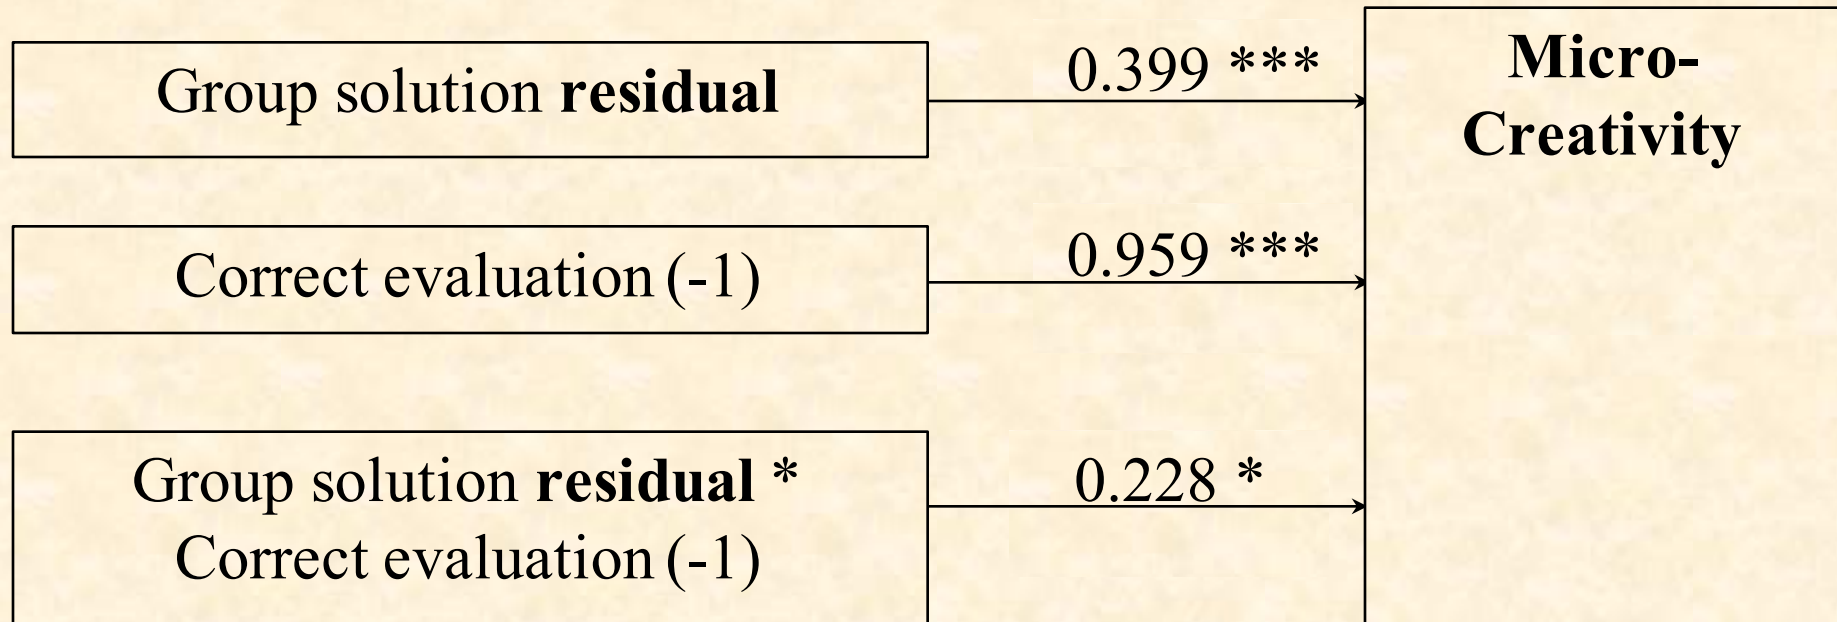 Group solution residual
0.399 ***
Micro-
Creativity
Correct evaluation (-1)
0.959 ***
Group solution residual *
Correct evaluation (-1)
0.228 *